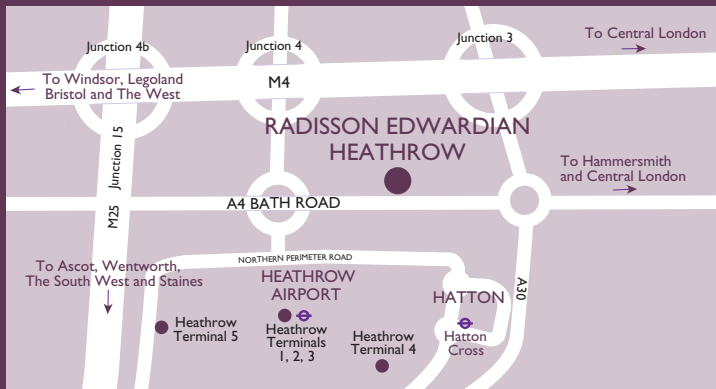 To Central London
Junction 3
Junction 4b
Junction 4
M4
To Windsor, Legoland
Bristol and The West
RADISSON EDWARDIAN
HEATHROW
Junction 15
M25
To Hammersmith
and Central London
A4 BATH ROAD
NORTHERN PERIMETER ROAD
To Ascot, Wentworth,
The South West and Staines
HEATHROW
AIRPORT
HATTON
A30
Heathrow
Terminal 5
Heathrow
Terminals
1, 2, 3
Heathrow
Terminal 4
Hatton
Cross